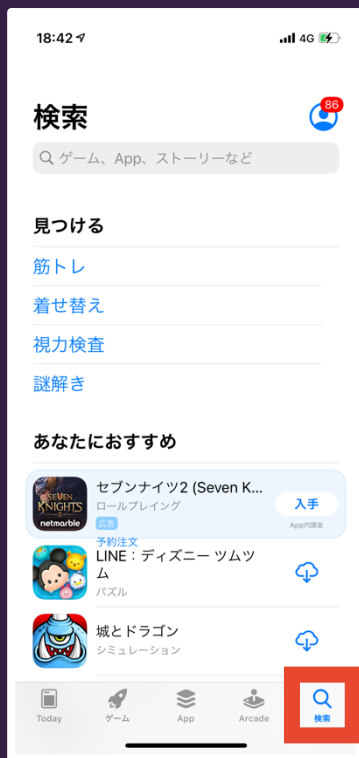 18:42
4G
検索
86
ゲーム、App、ストーリーなど
見つける
筋トレ
着せ替え
視力検査
謎解き
あなたにおすすめ
SEVEN KNIGHTS
netmarble
セブンナイツ2 (Seven K...
ロールプレイング
広告
予約注文
入手
App内課金
LINE：ディズニー ツムツ
ム
パズル
城とドラゴン
シミュレーション
Today
ゲーム
App
Arcade
検索